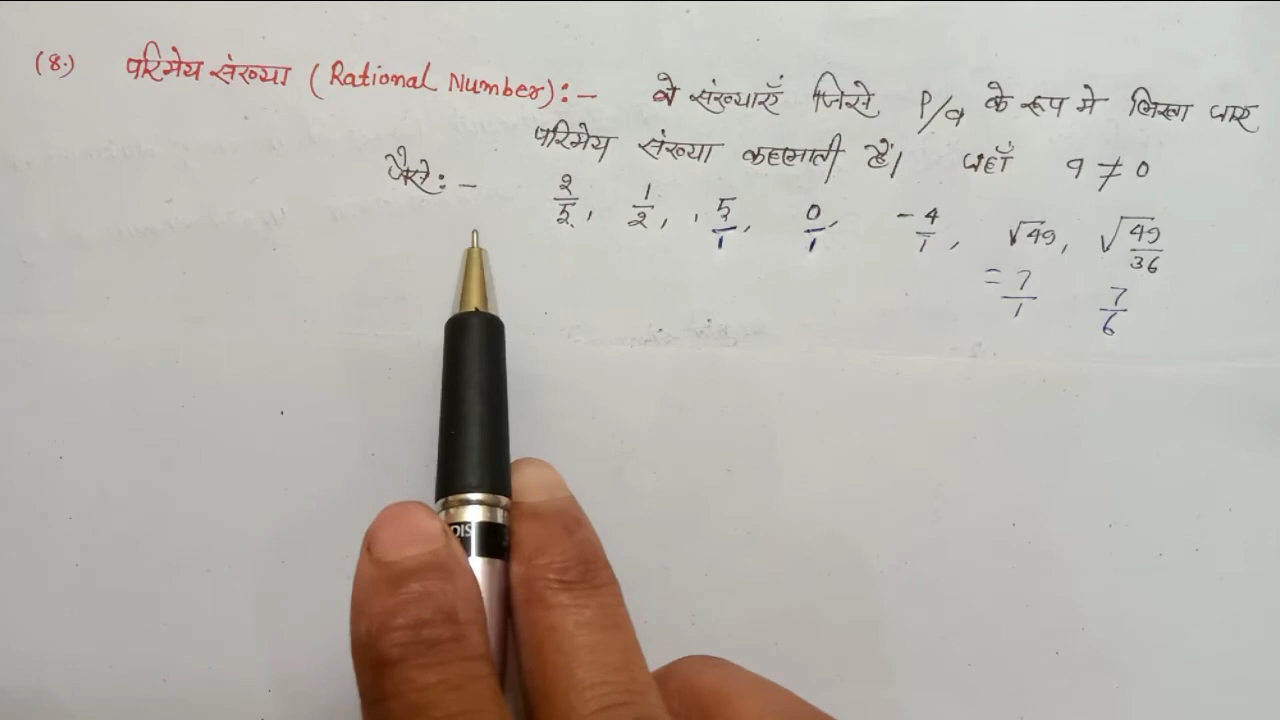 (8.) परिमेय संख्या (Rational Number):- वे संख्याएँ जिसे P/q के रूप मे लिखा जाए
परिमेय संख्या कहलाती हैं। जहाँ q ≠ 0
जैसे:- 2/5, 1/2, 5/1, 0/1, -4/1, √49, √49/36
= 7/1 7/6